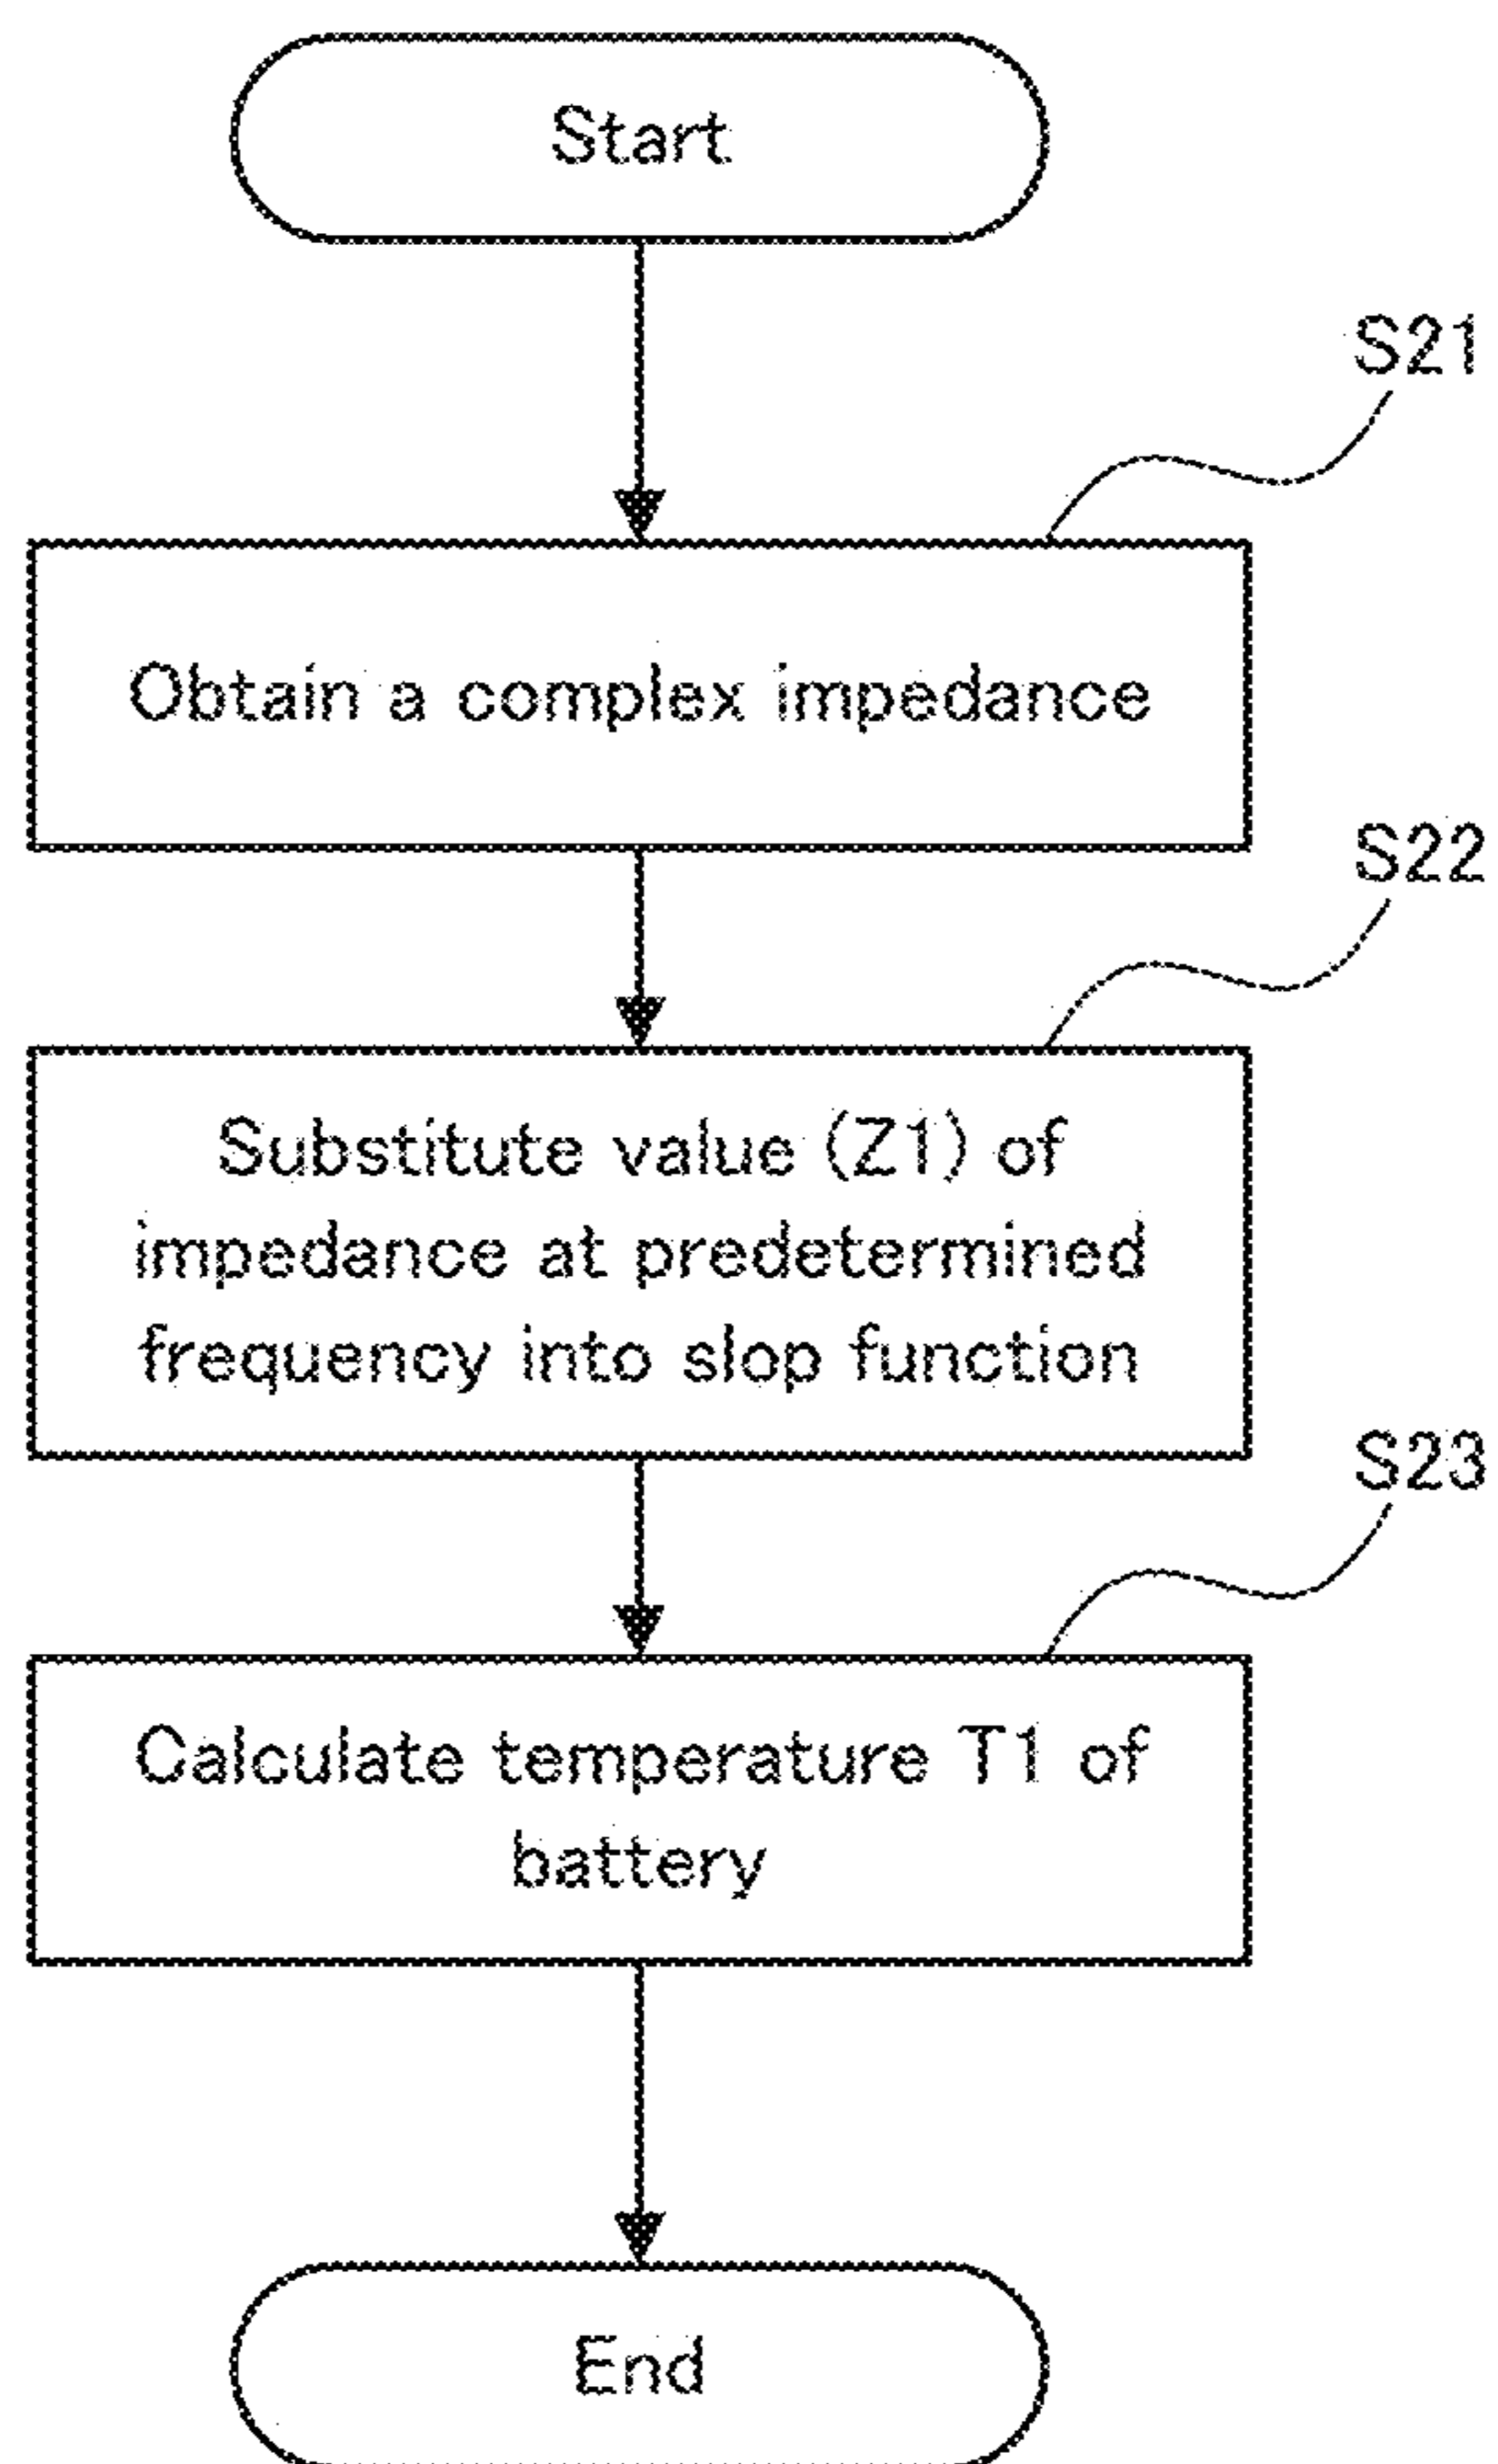 Start
S21
Obtain a complex impedance
S22
Substitute value (Z1) of
impedance at predetermined
frequency into slop function
S23
Calculate temperature T1 of
battery
End